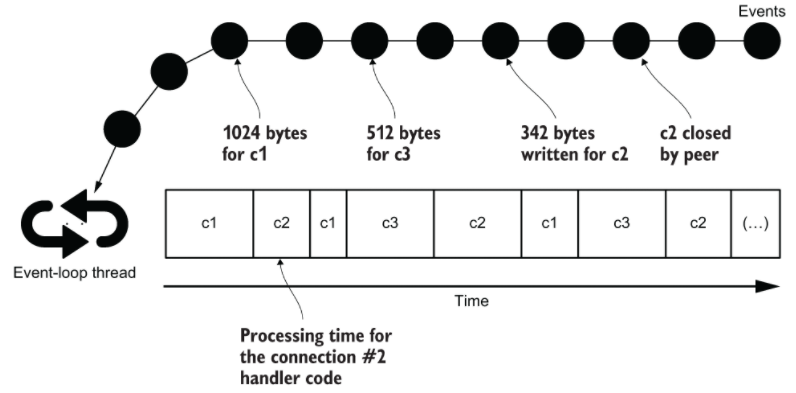 Events
1024 bytes
for c1
512 bytes
for c3
342 bytes
written for c2
c2 closed
by peer
c1
c2
c1
c3
c2
c1
c3
c2
(...)
Event-loop thread
Time
Processing time for
the connection #2
handler code